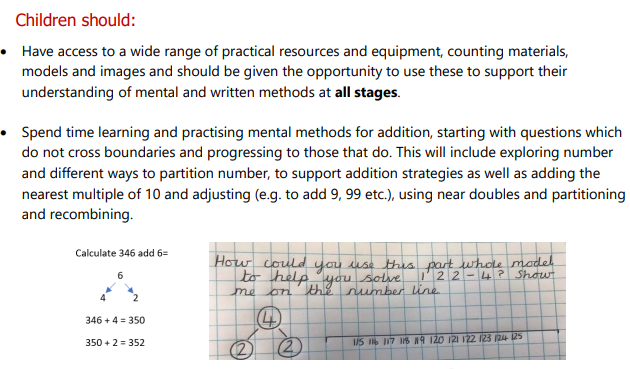 Children should:
• Have access to a wide range of practical resources and equipment, counting materials,
models and images and should be given the opportunity to use these to support their
understanding of mental and written methods at all stages.
• Spend time learning and practising mental methods for addition, starting with questions which
do not cross boundaries and progressing to those that do. This will include exploring number
and different ways to partition number, to support addition strategies as well as adding the
nearest multiple of 10 and adjusting (e.g. to add 9, 99 etc.), using near doubles and partitioning
and recombining.
Calculate 346 add 6=
6
4 2
346 + 4 = 350
350 + 2 = 352
How could you use this part whole model
to help you solve 122-4? Show
me on the number line.
4
2 2
115 116 117 118 119 120 121 122 123 124 125